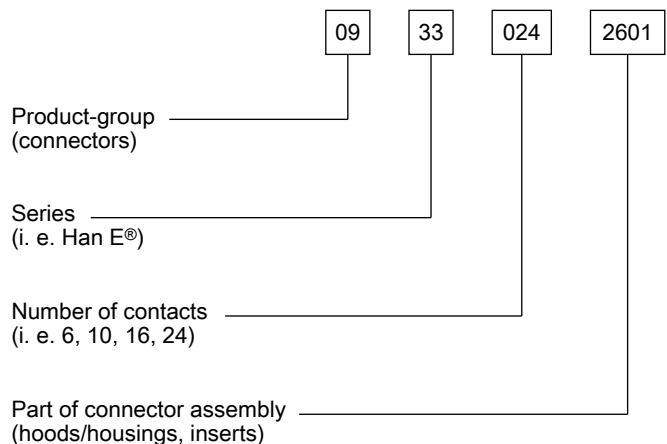 09 33 024 2601
Product-group
(connectors)
Series
(i. e. Han E®)
Number of contacts
(i. e. 6, 10, 16, 24)
Part of connector assembly
(hoods/housings, inserts)